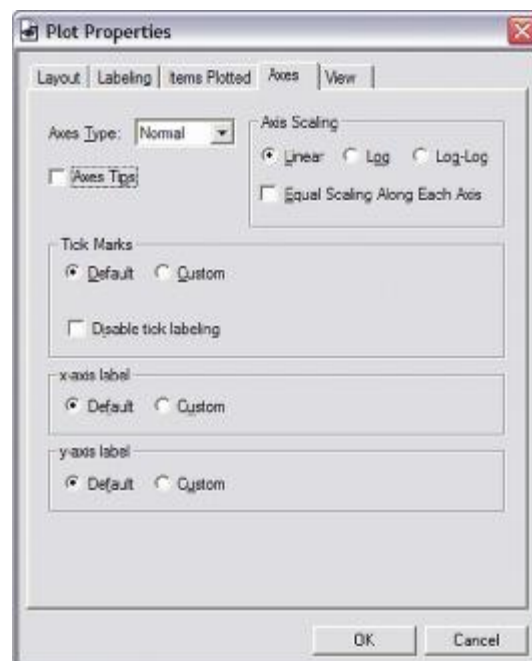 Plot Properties
Layout Labeling Items Plotted Axes View
Axes Type: Normal
Axes Tips
Axis Scaling
Linear Log Log-Log
Equal Scaling Along Each Axis
Tick Marks
Default Custom
Disable tick labeling
x-axis label
Default Custom
y-axis label
Default Custom
OK Cancel